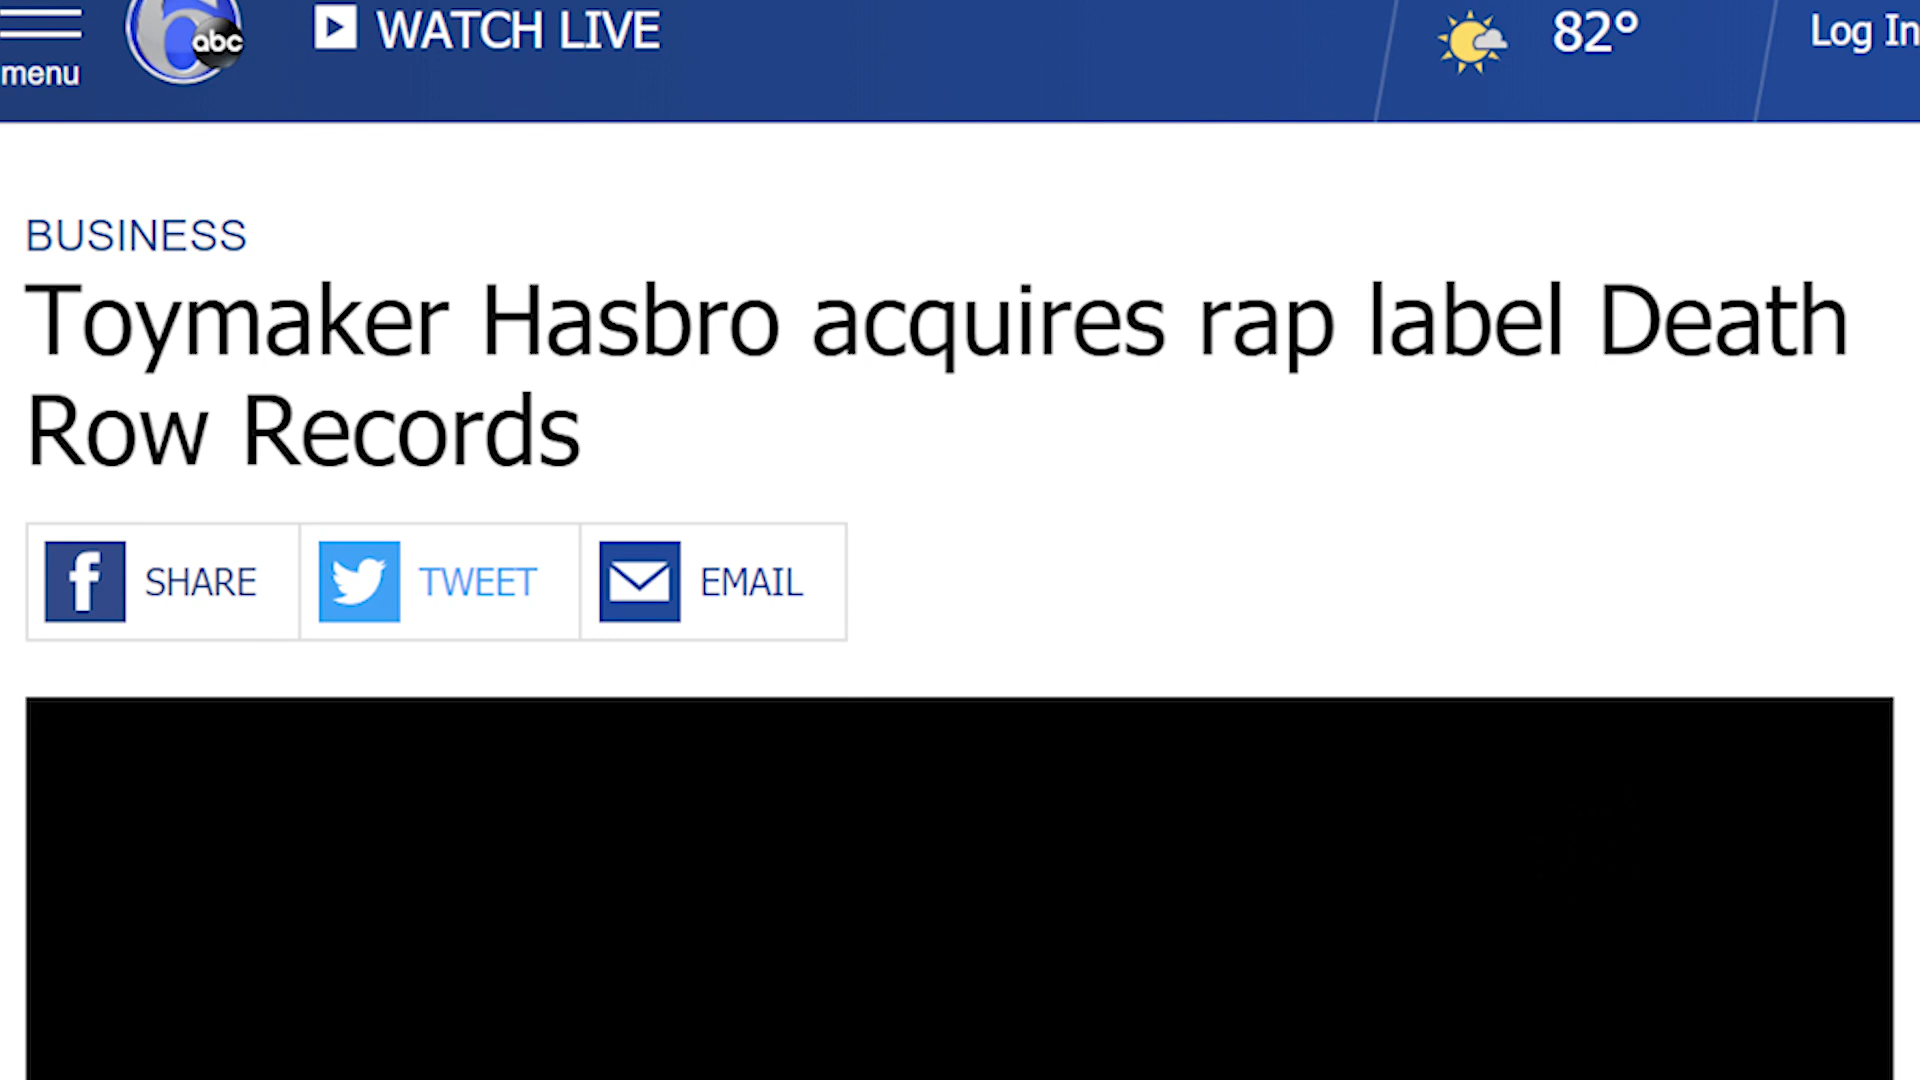 menu
6 abc
WATCH LIVE
82°
Log In
BUSINESS
Toymaker Hasbro acquires rap label Death
Row Records
f SHARE
TWEET
EMAIL